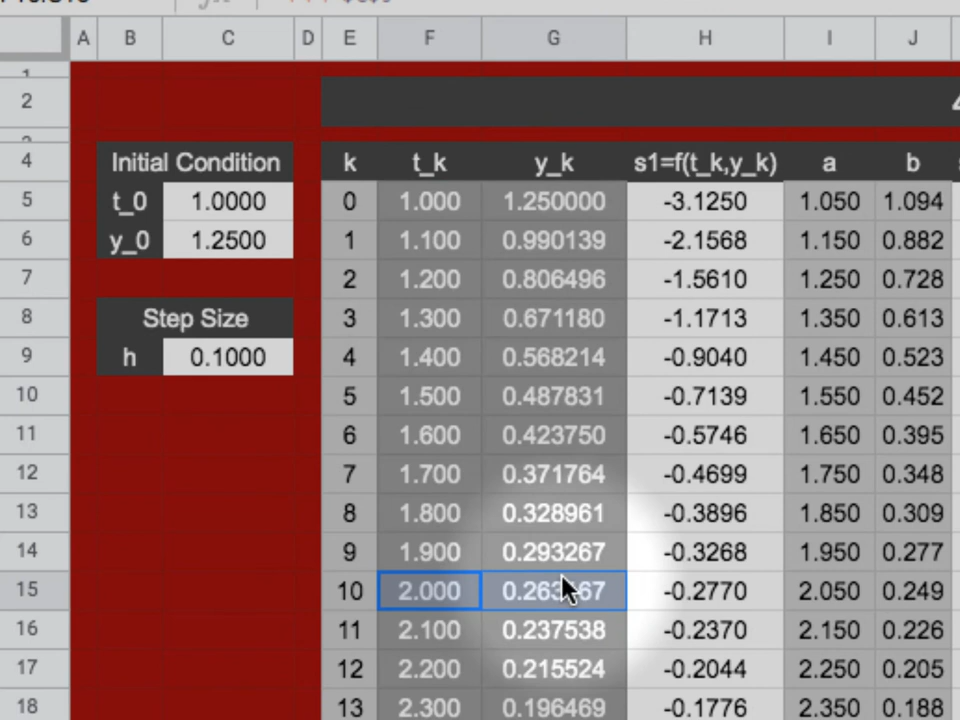 A B C D E F G H I J
2
4 Initial Condition k t_k y_k s1=f(t_k,y_k) a b
5 t_0 1.0000 0 1.000 1.250000 -3.1250 1.050 1.094
6 y_0 1.2500 1 1.100 0.990139 -2.1568 1.150 0.882
7 2 1.200 0.806496 -1.5610 1.250 0.728
8 Step Size 3 1.300 0.671180 -1.1713 1.350 0.613
9 h 0.1000 4 1.400 0.568214 -0.9040 1.450 0.523
10 5 1.500 0.487831 -0.7139 1.550 0.452
11 6 1.600 0.423750 -0.5746 1.650 0.395
12 7 1.700 0.371764 -0.4699 1.750 0.348
13 8 1.800 0.328961 -0.3896 1.850 0.309
14 9 1.900 0.293267 -0.3268 1.950 0.277
15 10 2.000 -0.2770 2.050 0.249
16 11 2.100 0.237538 -0.2370 2.150 0.226
17 12 2.200 0.215524 -0.2044 2.250 0.205
18 13 2.300 0.196469 -0.1776 2.350 0.188